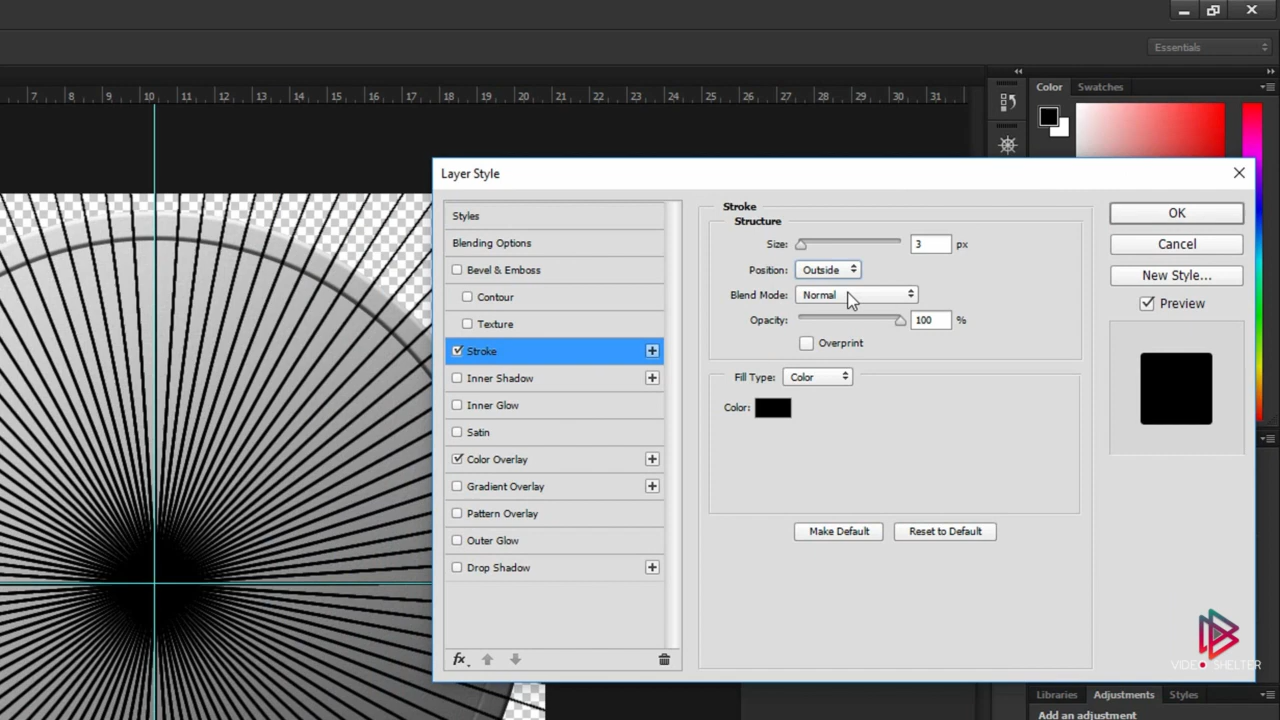 Essentials
7 8 9 10 11 12 13 14 15 16 17 18 19 20 21 22 23 24 25 26 27 28 29 30 31
Color Swatches
Layer Style
Styles
Blending Options
Bevel & Emboss
Contour
Texture
Stroke
Inner Shadow
Inner Glow
Satin
Color Overlay
Gradient Overlay
Pattern Overlay
Outer Glow
Drop Shadow
fx
Stroke
Structure
Size: 3 px
Position: Outside
Blend Mode: Normal
Opacity: 100 %
Overprint
Fill Type: Color
Color:
Make Default Reset to Default
OK
Cancel
New Style...
Preview
VIDEO SHELTER
Libraries Adjustments Styles
Add an adjustment